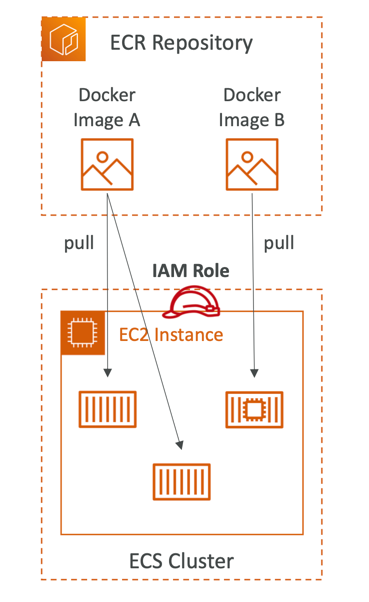 ECR Repository
Docker
Image A
Docker
Image B
pull
pull
IAM Role
EC2 Instance
ECS Cluster